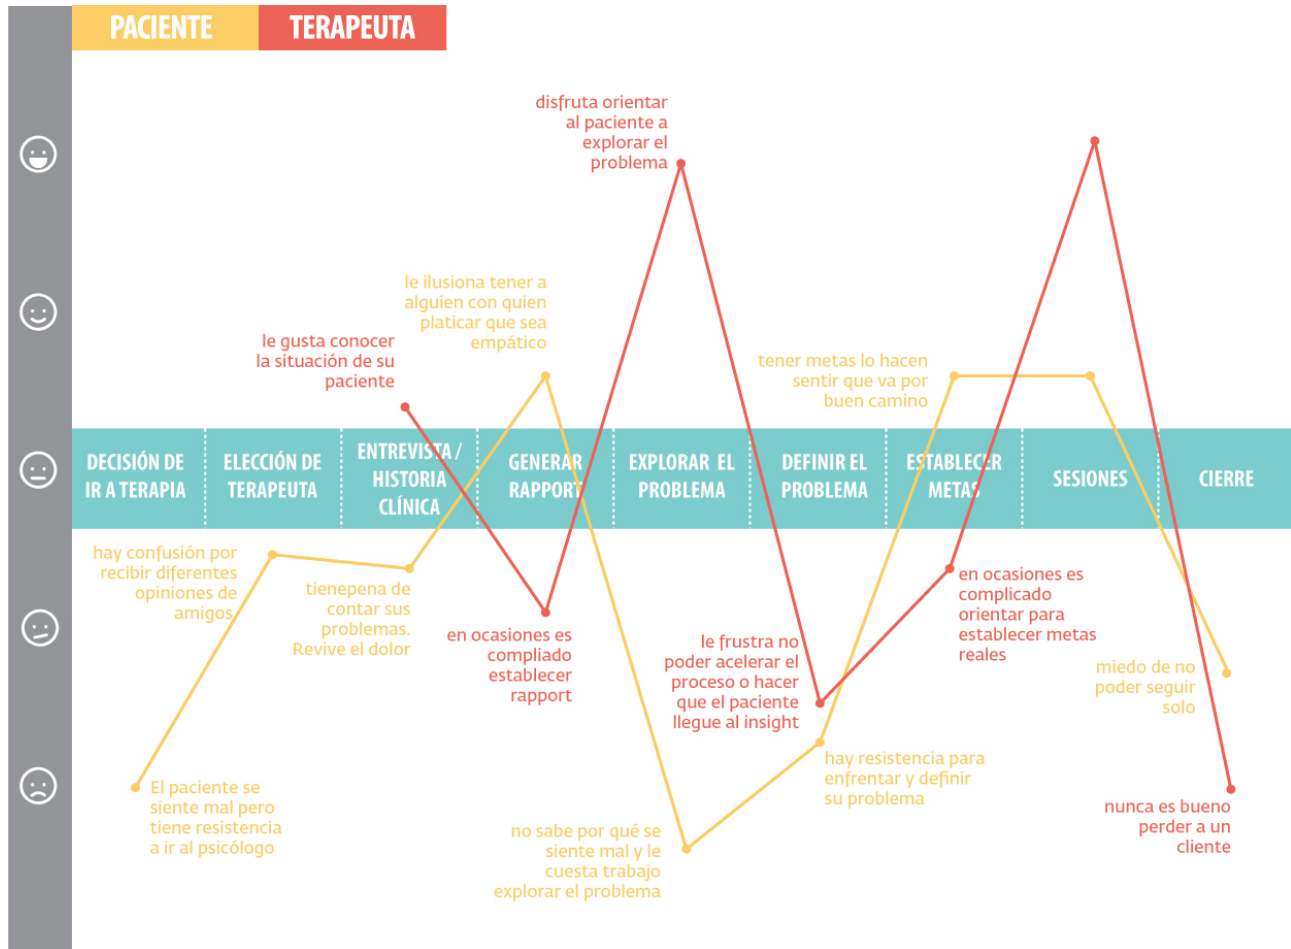 PACIENTE
TERAPEUTA
disfruta orientar
al paciente a
explorar el
problema
le ilusiona tener a
alguien con quien
platicar que sea
empático
le gusta conocer
la situación de su
paciente
tener metas lo hacen
sentir que va por
buen camino
DECISIÓN DE
IR A TERAPIA
ELECCIÓN DE
TERAPEUTA
ENTREVISTA /
HISTORIA
CLÍNICA
GENERAR
RAPPORT
EXPLORAR EL
PROBLEMA
DEFINIR EL
PROBLEMA
ESTABLECER
METAS
SESIONES
CIERRE
hay confusión por
recibir diferentes
opiniones de
amigos.
tienepena de
contar sus
problemas.
Revive el dolor
en ocasiones es
compliado
establecer
rapport
le frustra no
poder acelerar el
proceso o hacer
que el paciente
llegue al insight
en ocasiones es
complicado
orientar para
establecer metas
reales
miedo de no
poder seguir
solo
El paciente se
siente mal pero
tiene resistencia
a ir al psicólogo
no sabe por qué se
siente mal y le
cuesta trabajo
explorar el problema
hay resistencia para
enfrentar y definir
su problema
nunca es bueno
perder a un
cliente